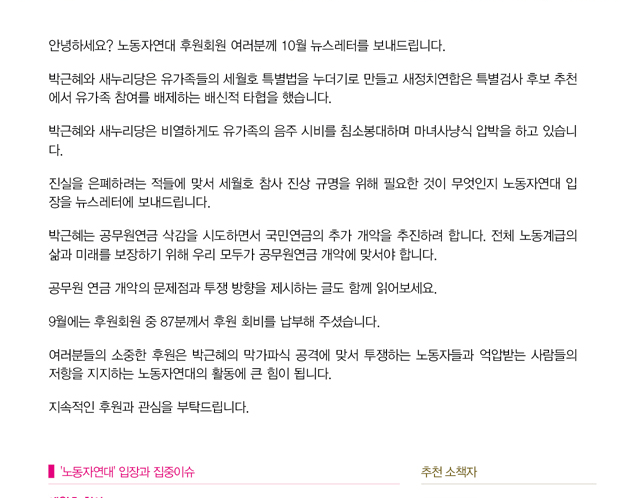 안녕하세요? 노동자연대 후원회원 여러분께 10월 뉴스레터를 보내드립니다.
박근혜와 새누리당은 유가족들의 세월호 특별법을 누더기로 만들고 새정치연합은 특별검사 후보 추천
에서 유가족 참여를 배제하는 배신적 타협을 했습니다.
박근혜와 새누리당은 비열하게도 유가족의 음주 시비를 침소봉대하며 마녀사냥식 압박을 하고 있습니
다.
진실을 은폐하려는 적들에 맞서 세월호 참사 진상 규명을 위해 필요한 것이 무엇인지 노동자연대 입
장을 뉴스레터에 보내드립니다.
박근혜는 공무원연금 삭감을 시도하면서 국민연금의 추가 개악을 추진하려 합니다. 전체 노동계급의
삶과 미래를 보장하기 위해 우리 모두가 공무원연금 개악에 맞서야 합니다.
공무원 연금 개악의 문제점과 투쟁 방향을 제시하는 글도 함께 읽어보세요.
9월에는 후원회원 중 87분께서 후원 회비를 납부해 주셨습니다.
여러분들의 소중한 후원은 박근혜의 막가파식 공격에 맞서 투쟁하는 노동자들과 억압받는 사람들의
저항을 지지하는 노동자연대의 활동에 큰 힘이 됩니다.
지속적인 후원과 관심을 부탁드립니다.
'노동자연대' 입장과 집중이슈
추천 소책자